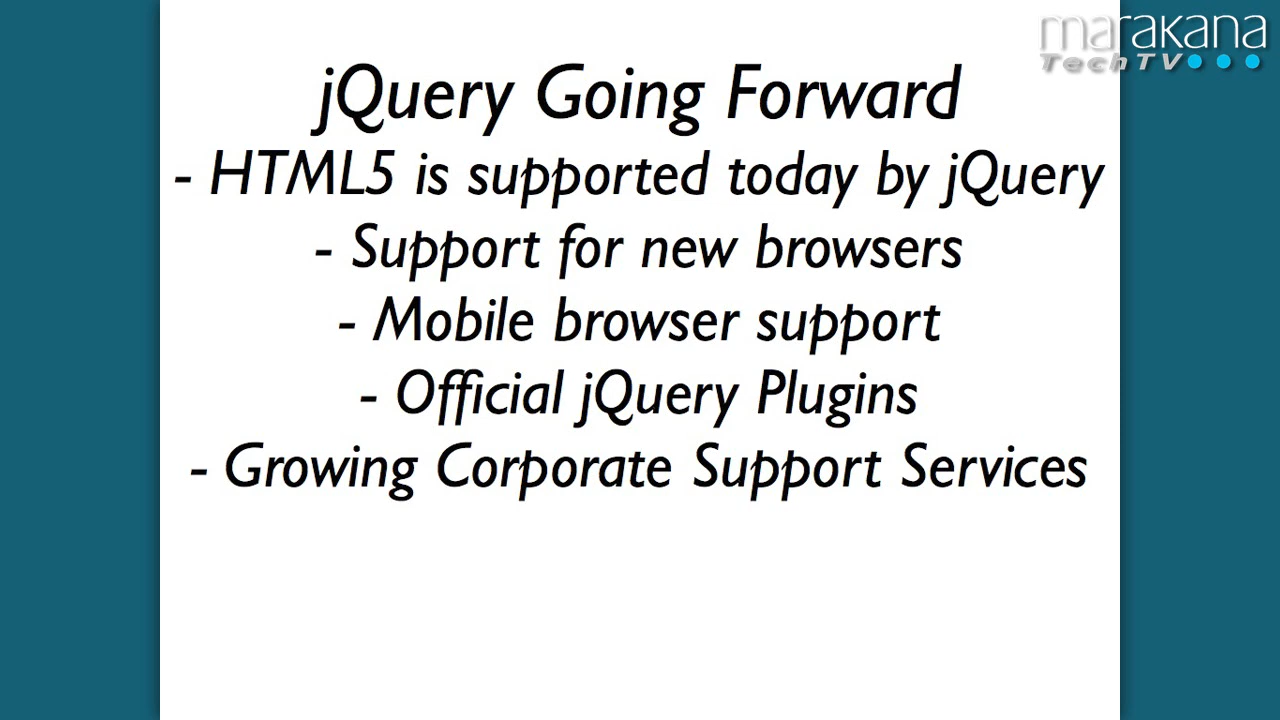 marakana
TechTV
jQuery Going Forward
- HTML5 is supported today by jQuery
- Support for new browsers
- Mobile browser support
- Official jQuery Plugins
- Growing Corporate Support Services